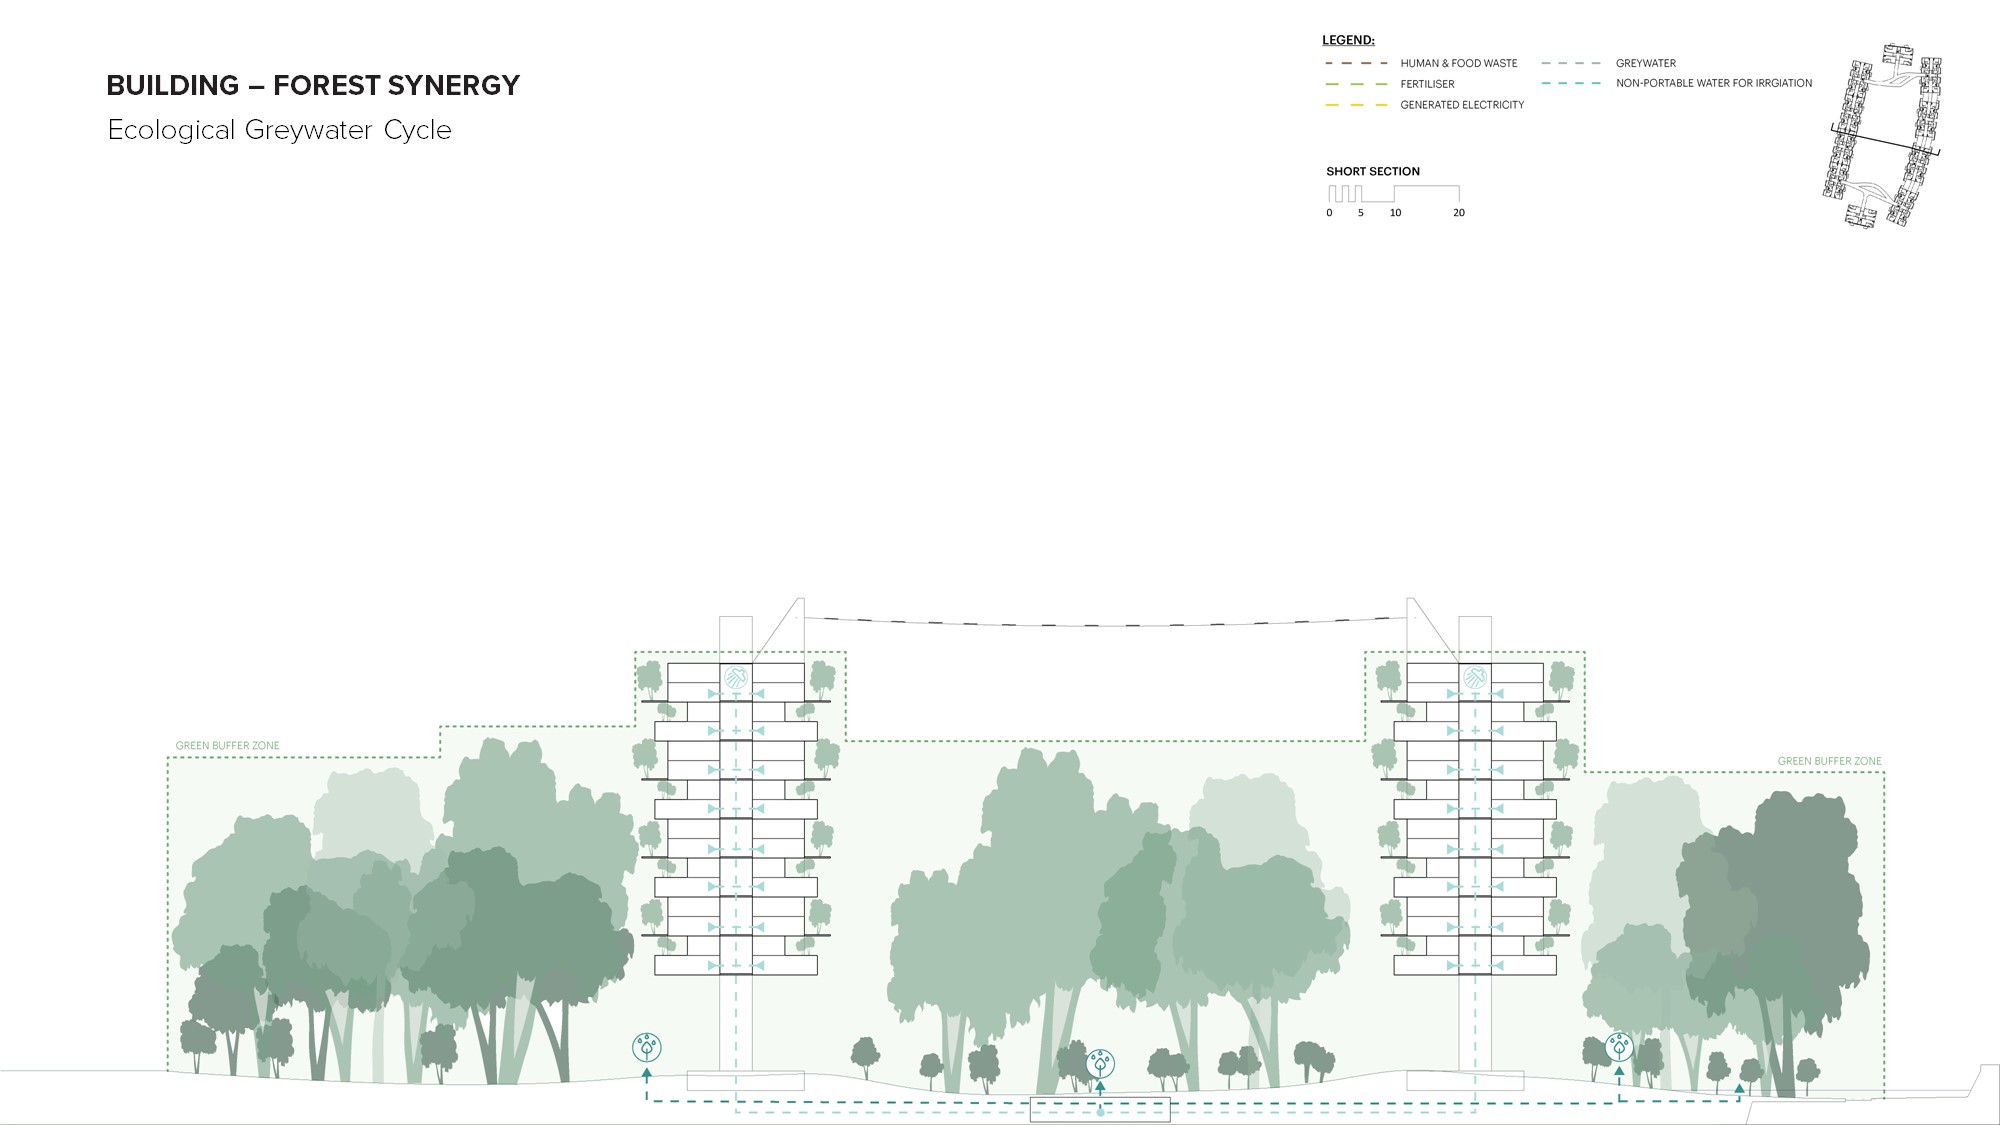 BUILDING – FOREST SYNERGY
Ecological Greywater Cycle
LEGEND:
HUMAN & FOOD WASTE
FERTILISER
GENERATED ELECTRICITY
GREYWATER
NON-PORTABLE WATER FOR IRRGIATION
SHORT SECTION
0 5 10 20
GREEN BUFFER ZONE
GREEN BUFFER ZONE